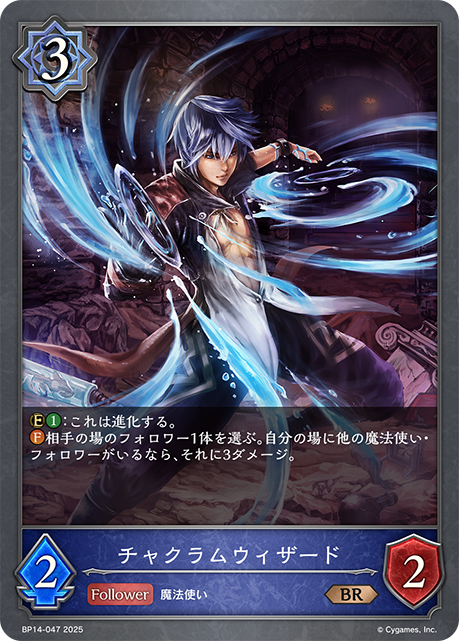 3
E 1:これは進化する。
F 相手の場のフォロワー1体を選ぶ。自分の場に他の魔法使い・
フォロワーがいるなら、それに3ダメージ。
チャクラムウィザード
2
Follower 魔法使い
BR
2
BP14-047 2025
© Cygames, Inc.